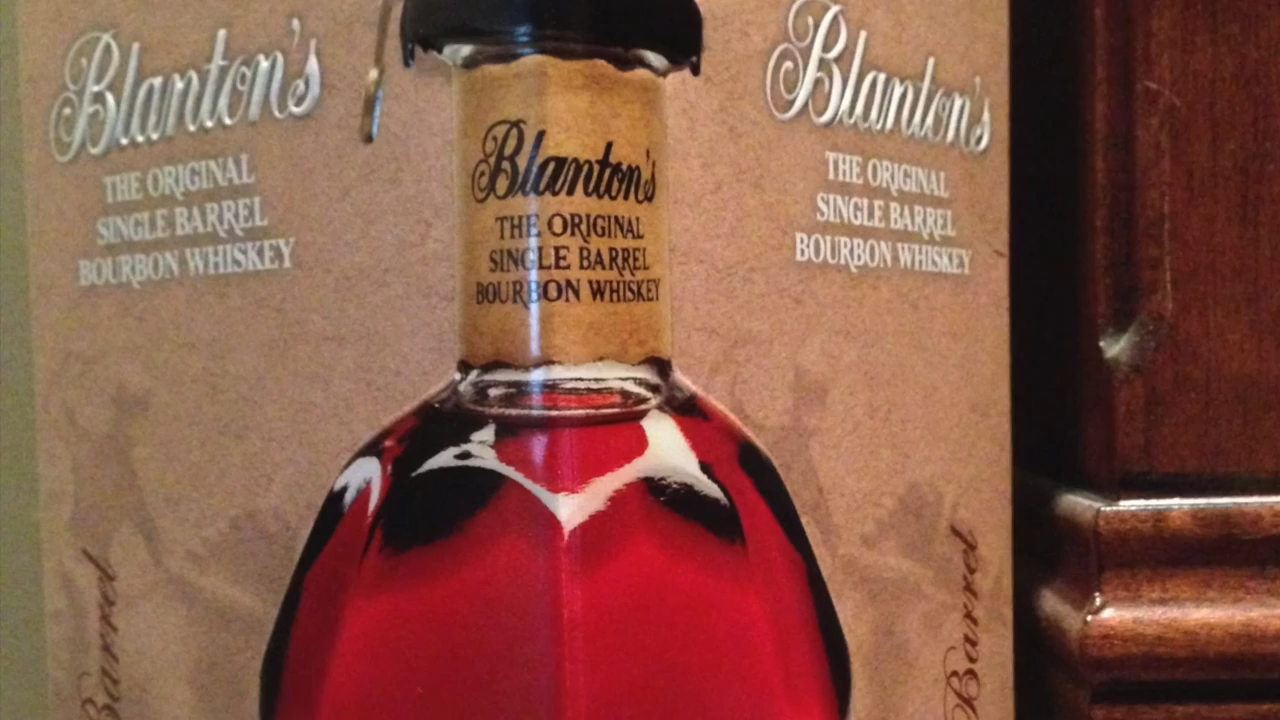 Blanton's
THE ORIGINAL
SINGLE BARREL
BOURBON WHISKEY
Blanton's
THE ORIGINAL
SINGLE BARREL
BOURBON WHISKEY
Blanton's
THE ORIGINAL
SINGLE BARREL
BOURBON WHISKEY
Barrel
Barrel